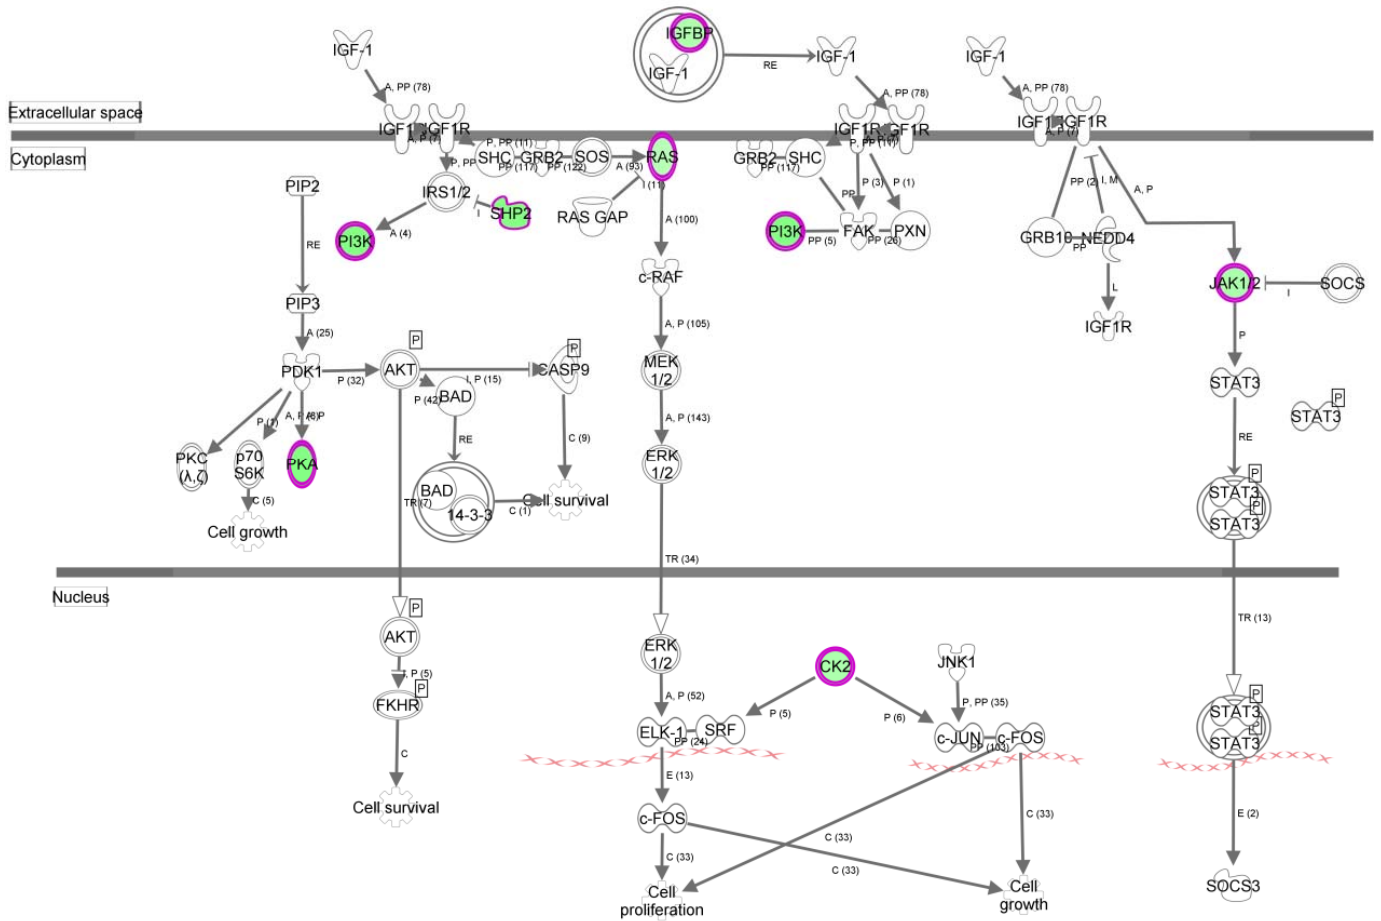 IGFBP
IGF-1
IGF-1
RE
IGF-1
IGF-1
A, PP (78)
A, PP (78)
A, PP (78)
Extracellular space
Cytoplasm
IGF1R
IGF1R
IGF1R
A, P (7)
P, PP (11)
SHC
GRB2
SOS
RAS
PP (117)
PP (122)
A (93)
I (11)
GRB2
SHC
PP (117)
P, PP
IRS1/2
I
SHP2
RAS GAP
PIP2
PI3K
A (4)
A (100)
PP
P (3)
P (1)
PI3K
PP (5)
FAK
PP (26)
PXN
PP (2)
I, M
A, P
GRB10
PP
NEDD4
L
IGF1R
JAK1/2
I
SOCS
RE
PIP3
A (25)
c-RAF
A, P (105)
P
PDK1
P (32)
P
AKT
I, P (15)
P
CASP9
MEK
1/2
P
STAT3
P
STAT3
P (42)
BAD
P (1)
A, P
RE
C (9)
A, P (143)
RE
PKC
(λ,ζ)
p70
S6K
PKA
ERK
1/2
C (5)
Cell growth
BAD
TR (7)
14-3-3
C (1)
Cell survival
P
STAT3
P
STAT3
TR (34)
Nucleus
P
AKT
I, P (5)
P
FKHR
C
Cell survival
ERK
1/2
A, P (52)
CK2
JNK1
P, PP (35)
P (5)
P (6)
ELK-1
PP (24)
SRF
c-JUN
PP (103)
c-FOS
TR (13)
P
STAT3
STAT3
E (13)
c-FOS
C (33)
C (33)
C (33)
C (33)
E (2)
Cell
proliferation
Cell
growth
SOCS3